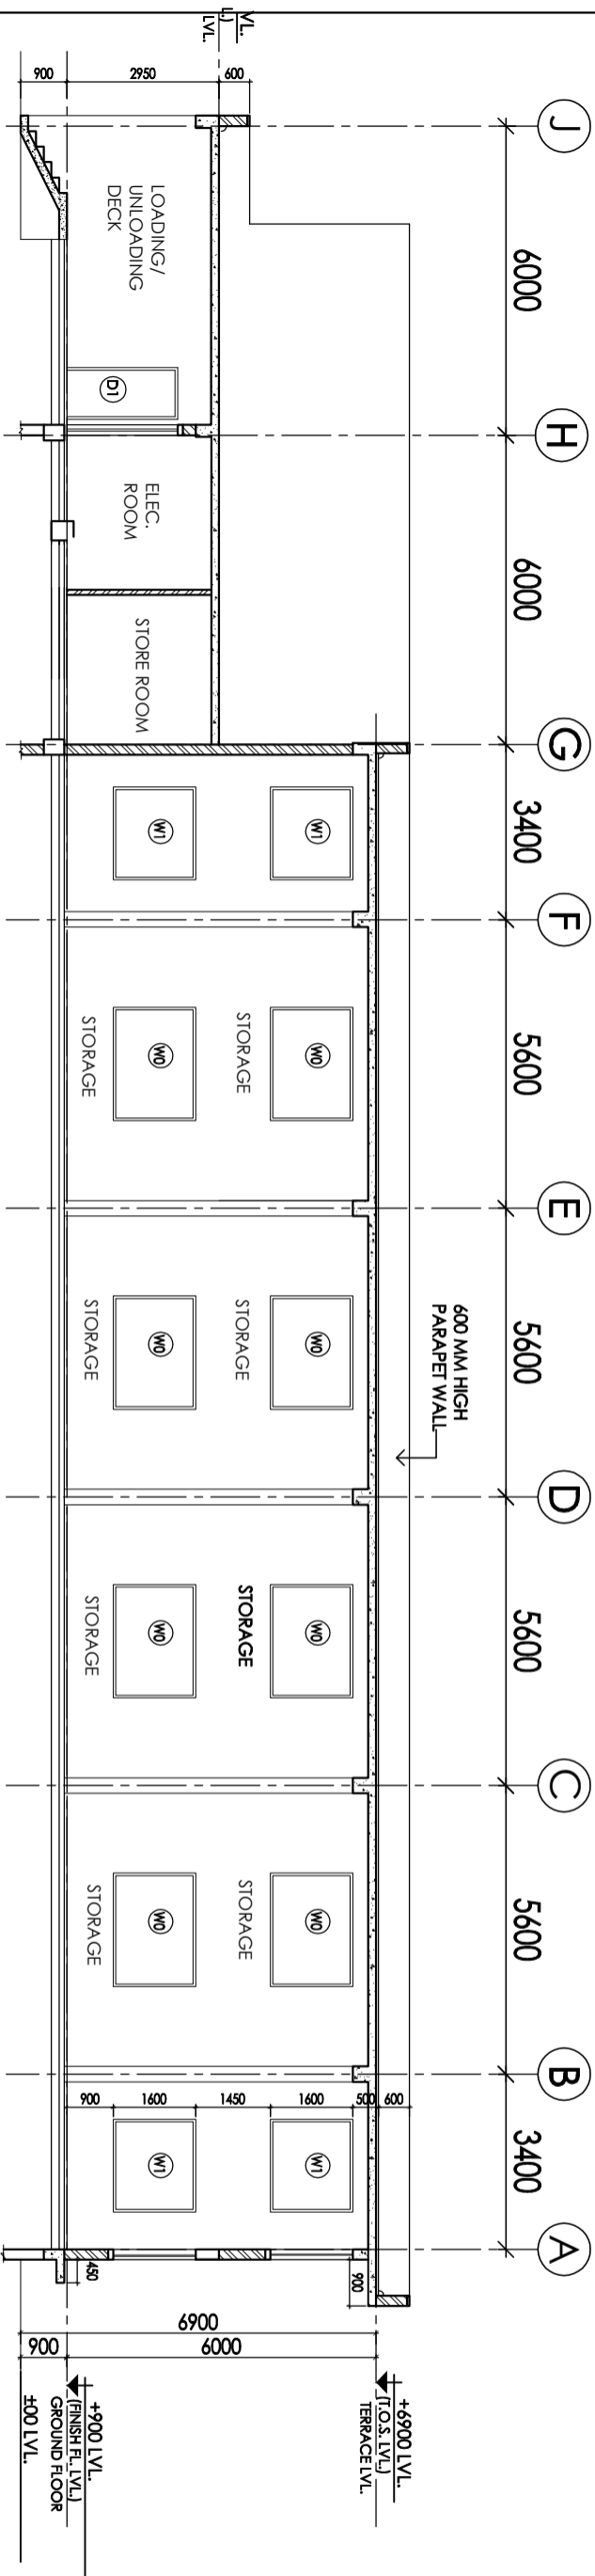 J
H
G
F
E
D
C
B
A
6000
6000
3400
5600
5600
5600
5600
3400
VL.
L.)
LVL.
600
2950
900
LOADING/
UNLOADING
DECK
D1
ELEC.
ROOM
STORE ROOM
600 MM HIGH
PARAPET WALL
W1
W0
W0
W0
W0
W1
STORAGE
STORAGE
STORAGE
STORAGE
W1
W0
W0
W0
W0
W1
STORAGE
STORAGE
STORAGE
STORAGE
600
500
1600
1450
1600
900
900
450
6000
6900
900
+6900 LVL.
(T.O.S. LVL.)
TERRACE LVL.
+900 LVL.
(FINISH FL. LVL.)
GROUND FLOOR
±00 LVL.